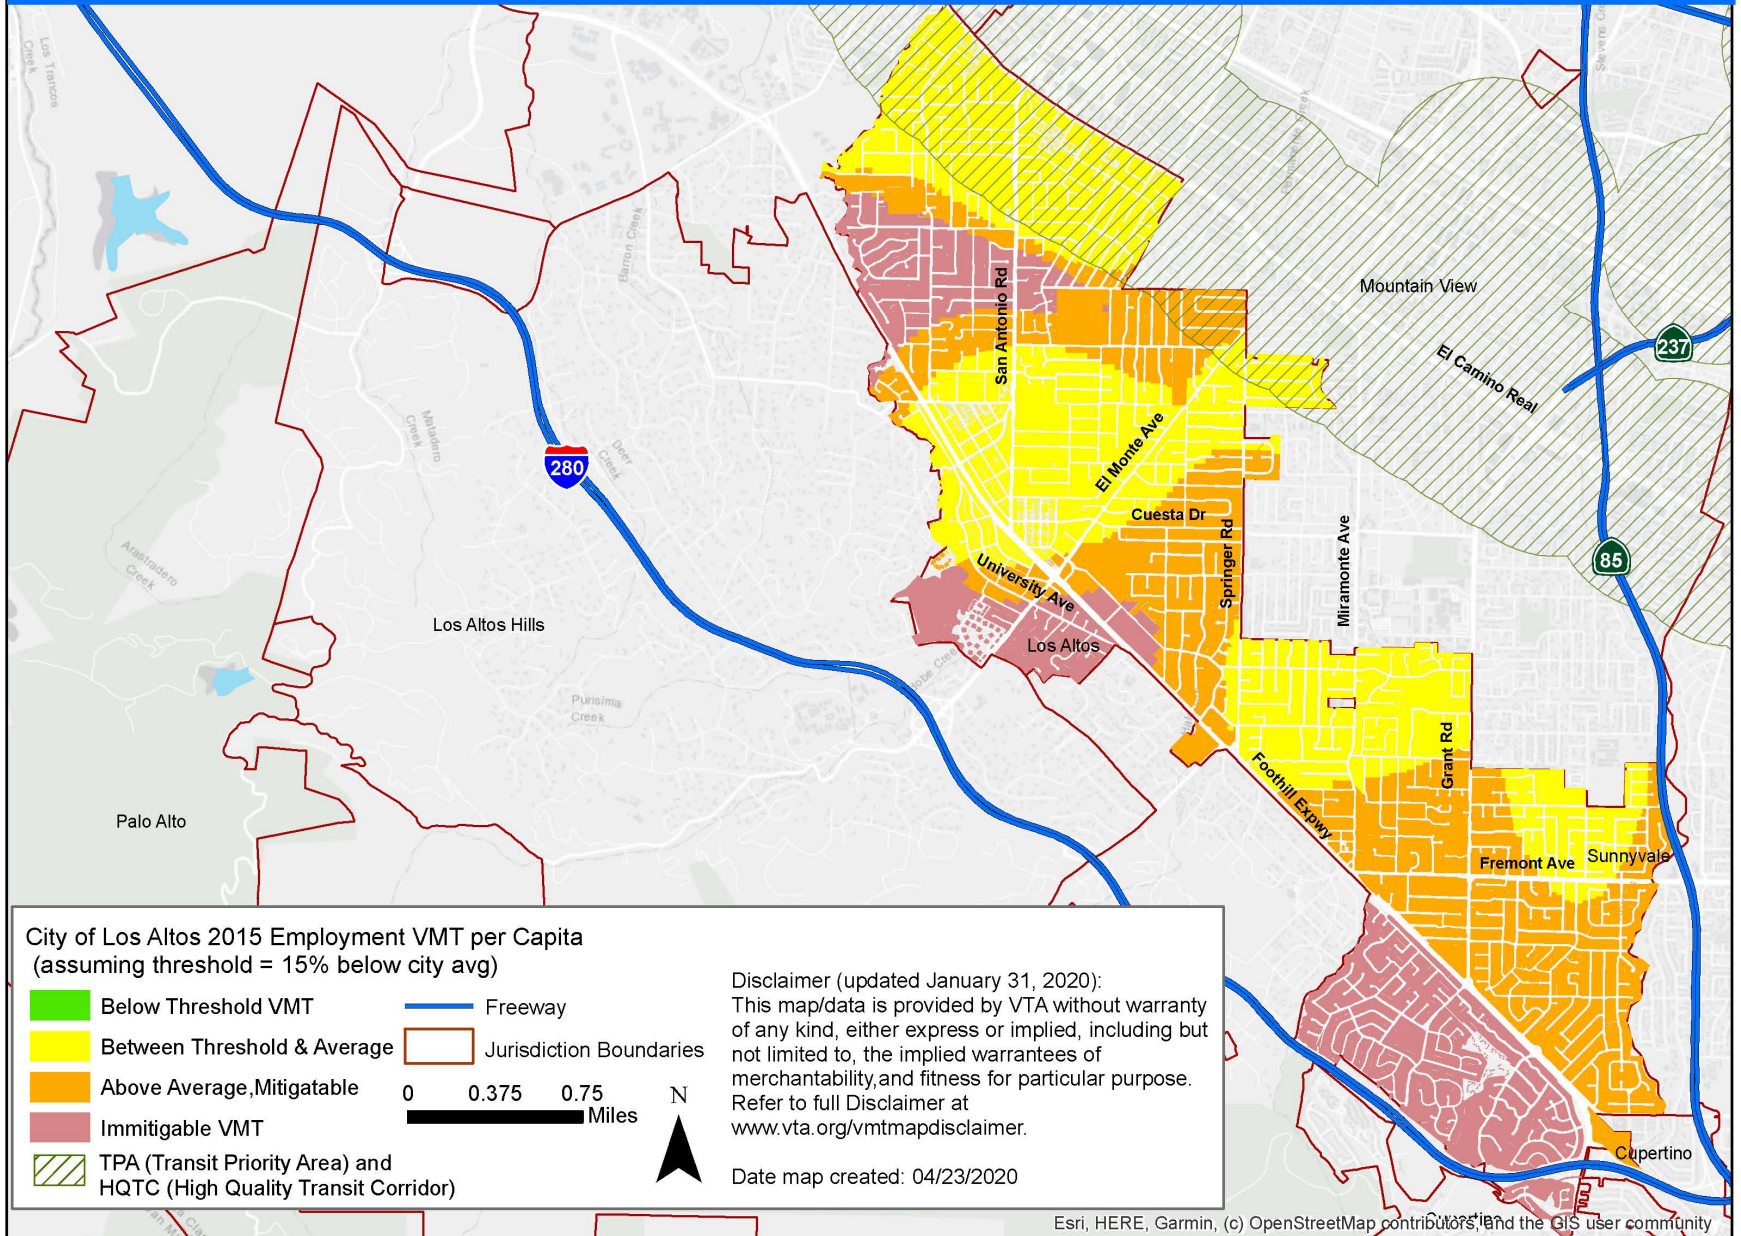 Los Trancos
Creek
Stevens Cr
Barron Creek
Permanente Creek
Mountain View
San Antonio Rd
237
El Camino Real
Matadero
Creek
Deer
Creek
280
El Monte Ave
Cuesta Dr
Springer Rd
Miramonte Ave
85
Arastradero
Creek
University Ave
Los Altos Hills
Los Altos
Purisima
Creek
Grant Rd
Foothill Expwy
Palo Alto
Fremont Ave
Sunnyvale
City of Los Altos 2015 Employment VMT per Capita
(assuming threshold = 15% below city avg)
Below Threshold VMT
Between Threshold & Average
Above Average,Mitigatable
Immitigable VMT
TPA (Transit Priority Area) and
HQTC (High Quality Transit Corridor)
Freeway
Jurisdiction Boundaries
0 0.375 0.75
Miles
N
Disclaimer (updated January 31, 2020):
This map/data is provided by VTA without warranty
of any kind, either express or implied, including but
not limited to, the implied warrantees of
merchantability,and fitness for particular purpose.
Refer to full Disclaimer at
www.vta.org/vmtmapdisclaimer.
Date map created: 04/23/2020
Cupertino
Cupertino
Esri, HERE, Garmin, (c) OpenStreetMap contributors, and the GIS user community